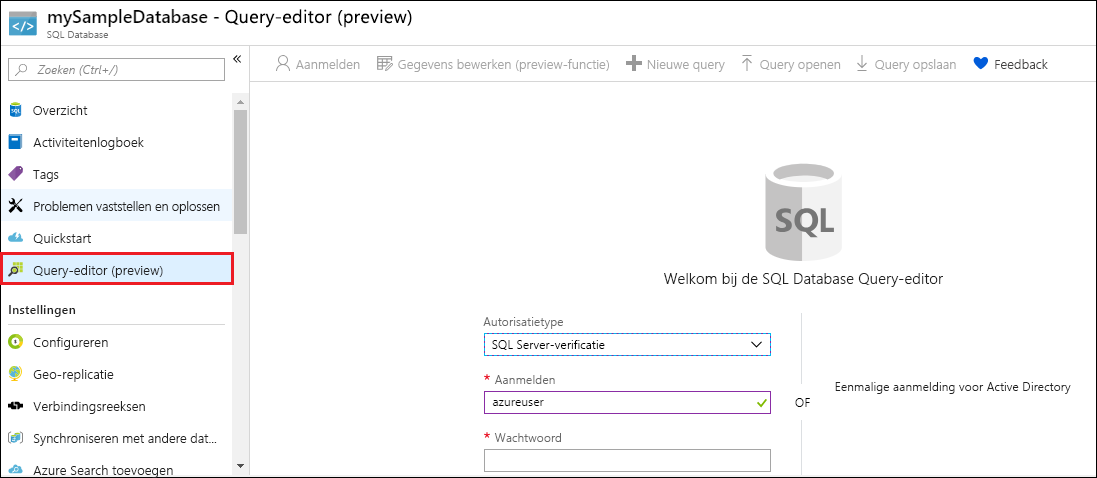 mySampleDatabase - Query-editor (preview)
SQL Database
Zoeken (Ctrl+/)
«
Overzicht
Activiteitenlogboek
Tags
Problemen vaststellen en oplossen
Quickstart
Query-editor (preview)
Instellingen
Configureren
Geo-replicatie
Verbindingsreeksen
Synchroniseren met andere dat...
Azure Search toevoegen
Aanmelden Gegevens bewerken (preview-functie) Nieuwe query Query openen Query opslaan Feedback
SQL
Welkom bij de SQL Database Query-editor
Autorisatietype
SQL Server-verificatie
* Aanmelden
azureuser
* Wachtwoord
OF
Eenmalige aanmelding voor Active Directory